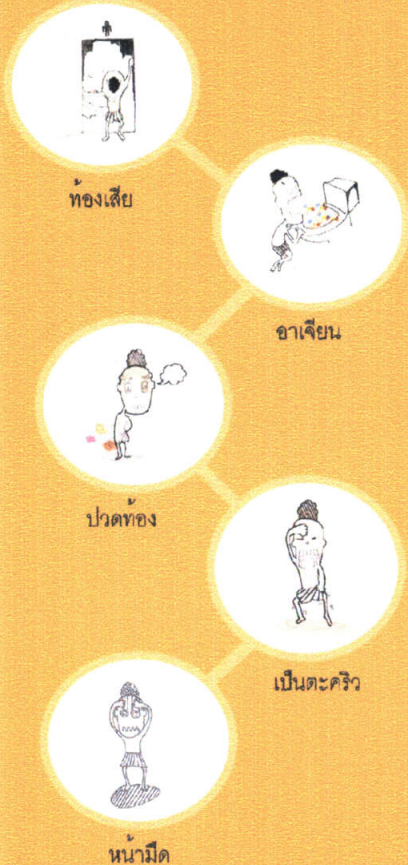 ท้องเสีย
อาเจียน
ปวดท้อง
เป็นตะคริว
หน้ามืด